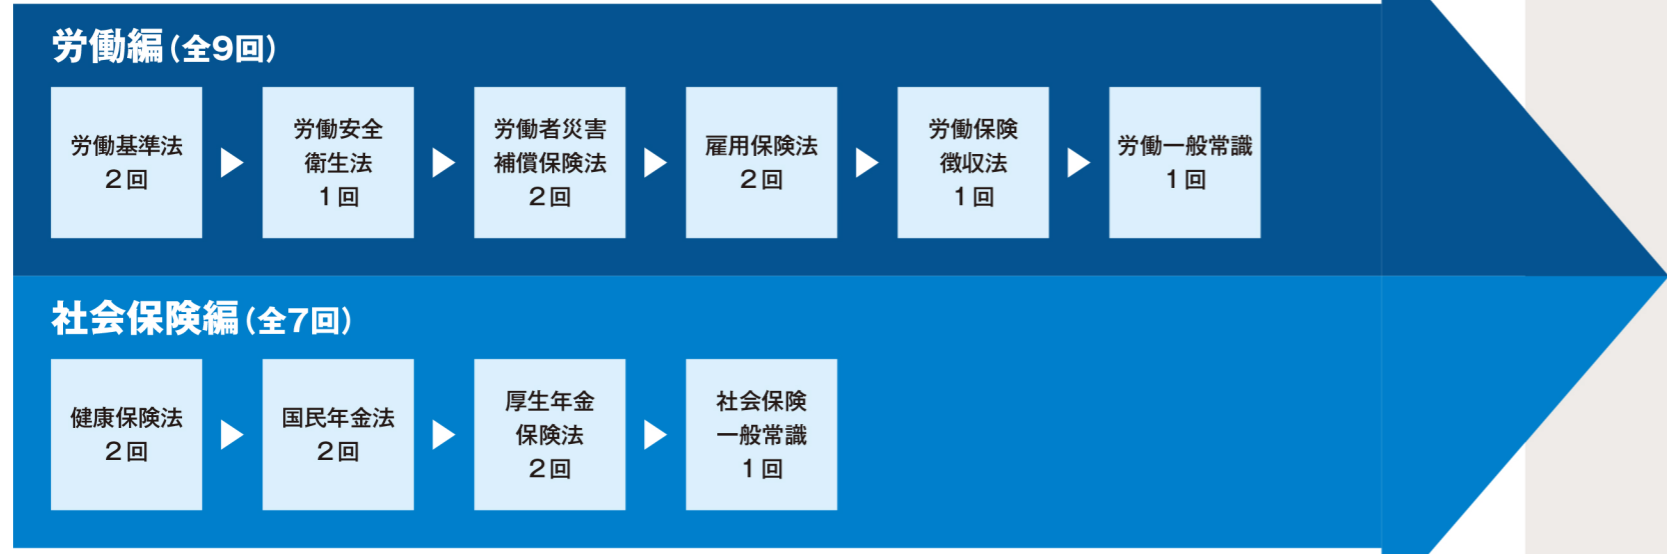 労働編(全9回)
労働基準法
2回
労働安全
衛生法
1回
労働者災害
補償保険法
2回
雇用保険法
2回
労働保険
徴収法
1回
労働一般常識
1回
社会保険編(全7回)
健康保険法
2回
国民年金法
2回
厚生年金
保険法
2回
社会保険
一般常識
1回